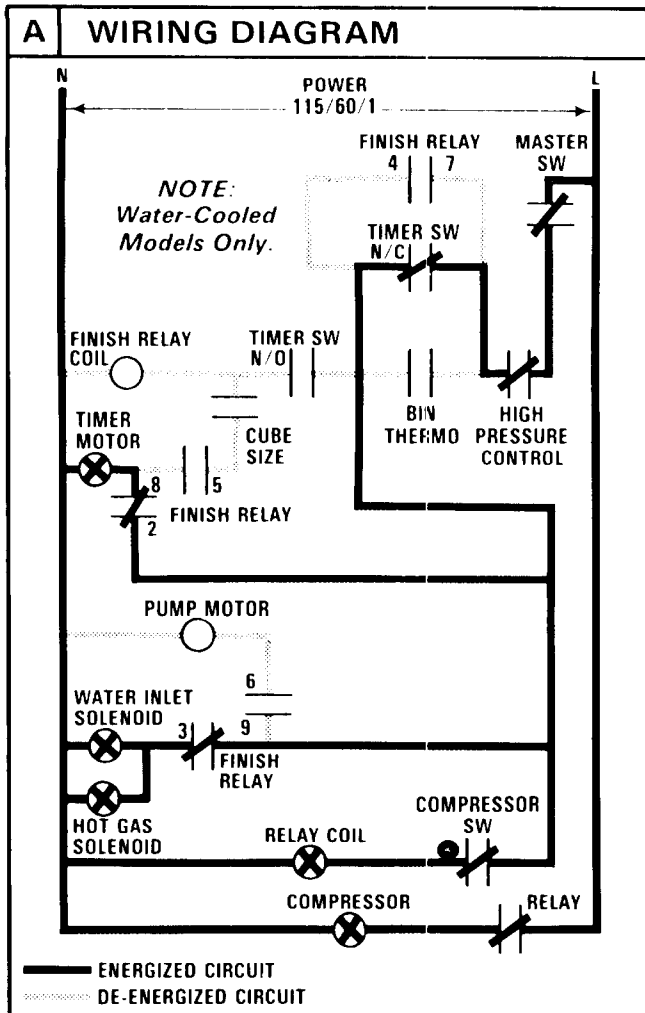 A WIRING DIAGRAM
N
L
POWER
115/60/1
FINISH RELAY
4 7
MASTER
SW
NOTE:
Water-Cooled
Models Only.
TIMER SW
N/C
FINISH RELAY
COIL
TIMER SW
N/O
BIN
THERMO
HIGH
PRESSURE
CONTROL
CUBE
SIZE
TIMER
MOTOR
8
5
2
FINISH RELAY
PUMP MOTOR
6
9
WATER INLET
SOLENOID
3
FINISH
RELAY
HOT GAS
SOLENOID
COMPRESSOR
SW
RELAY COIL
COMPRESSOR
RELAY
ENERGIZED CIRCUIT
DE-ENERGIZED CIRCUIT